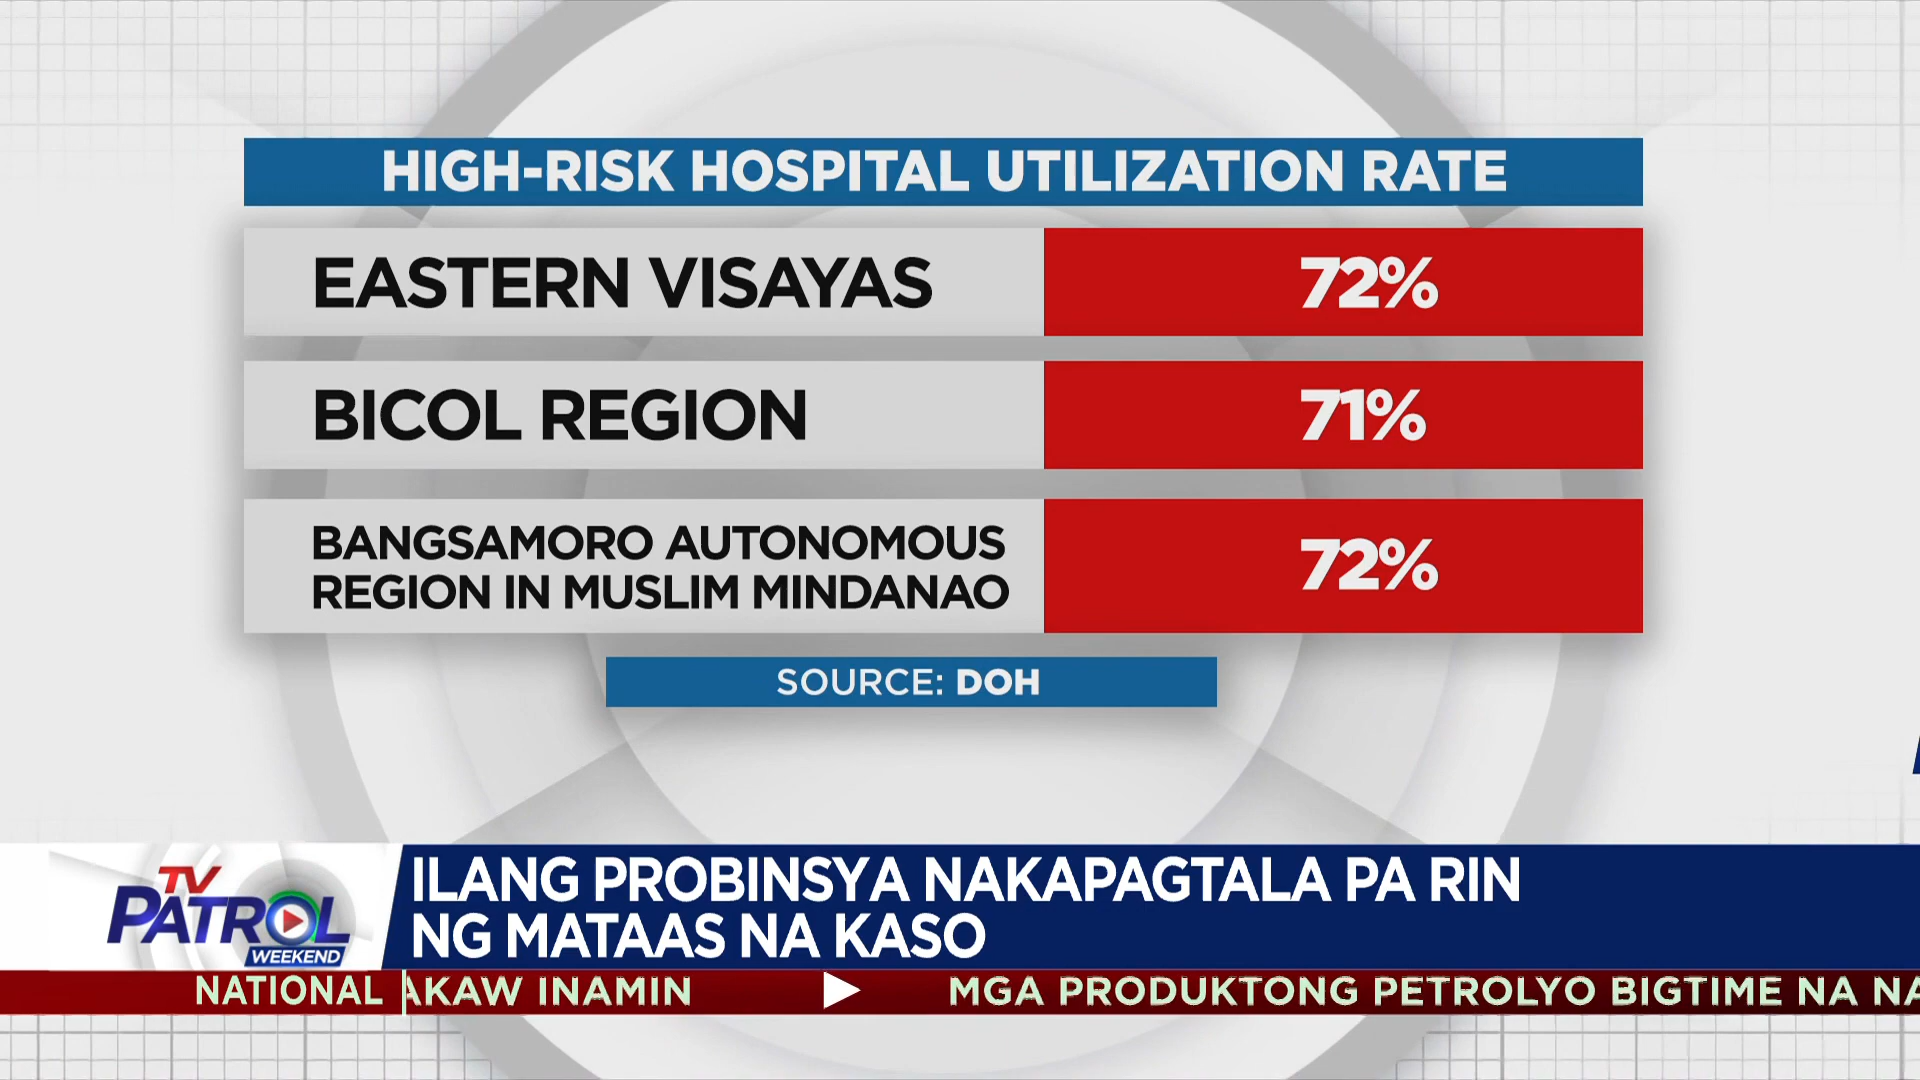 HIGH-RISK HOSPITAL UTILIZATION RATE
EASTERN VISAYAS 72%
BICOL REGION 71%
BANGSAMORO AUTONOMOUS
REGION IN MUSLIM MINDANAO 72%
SOURCE: DOH
TV
PATROL
WEEKEND
ILANG PROBINSYA NAKAPAGTALA PA RIN
NG MATAAS NA KASO
NATIONAL AKAW INAMIN MGA PRODUKTONG PETROLYO BIGTIME NA NA